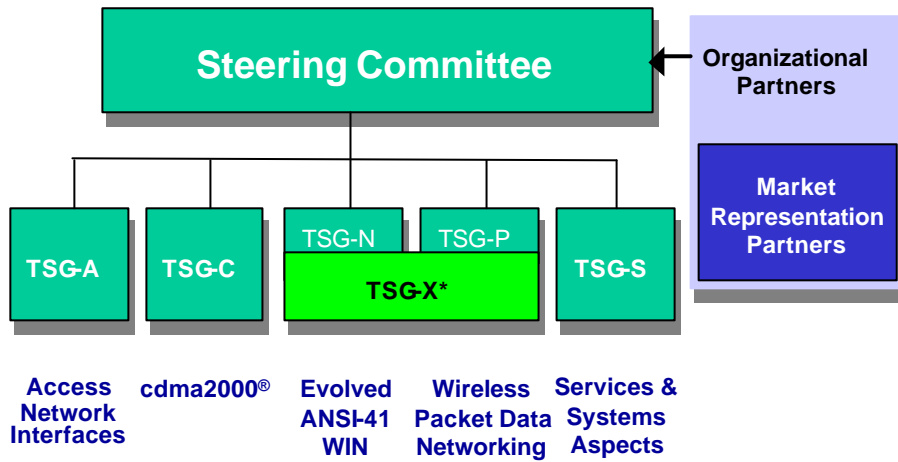 Steering Committee
Organizational
Partners
Market
Representation
Partners
TSG-A
TSG-C
TSG-N
TSG-P
TSG-X*
TSG-S
Access
Network
Interfaces
cdma2000®
Evolved
ANSI-41
WIN
Wireless
Packet Data
Networking
Services &
Systems
Aspects